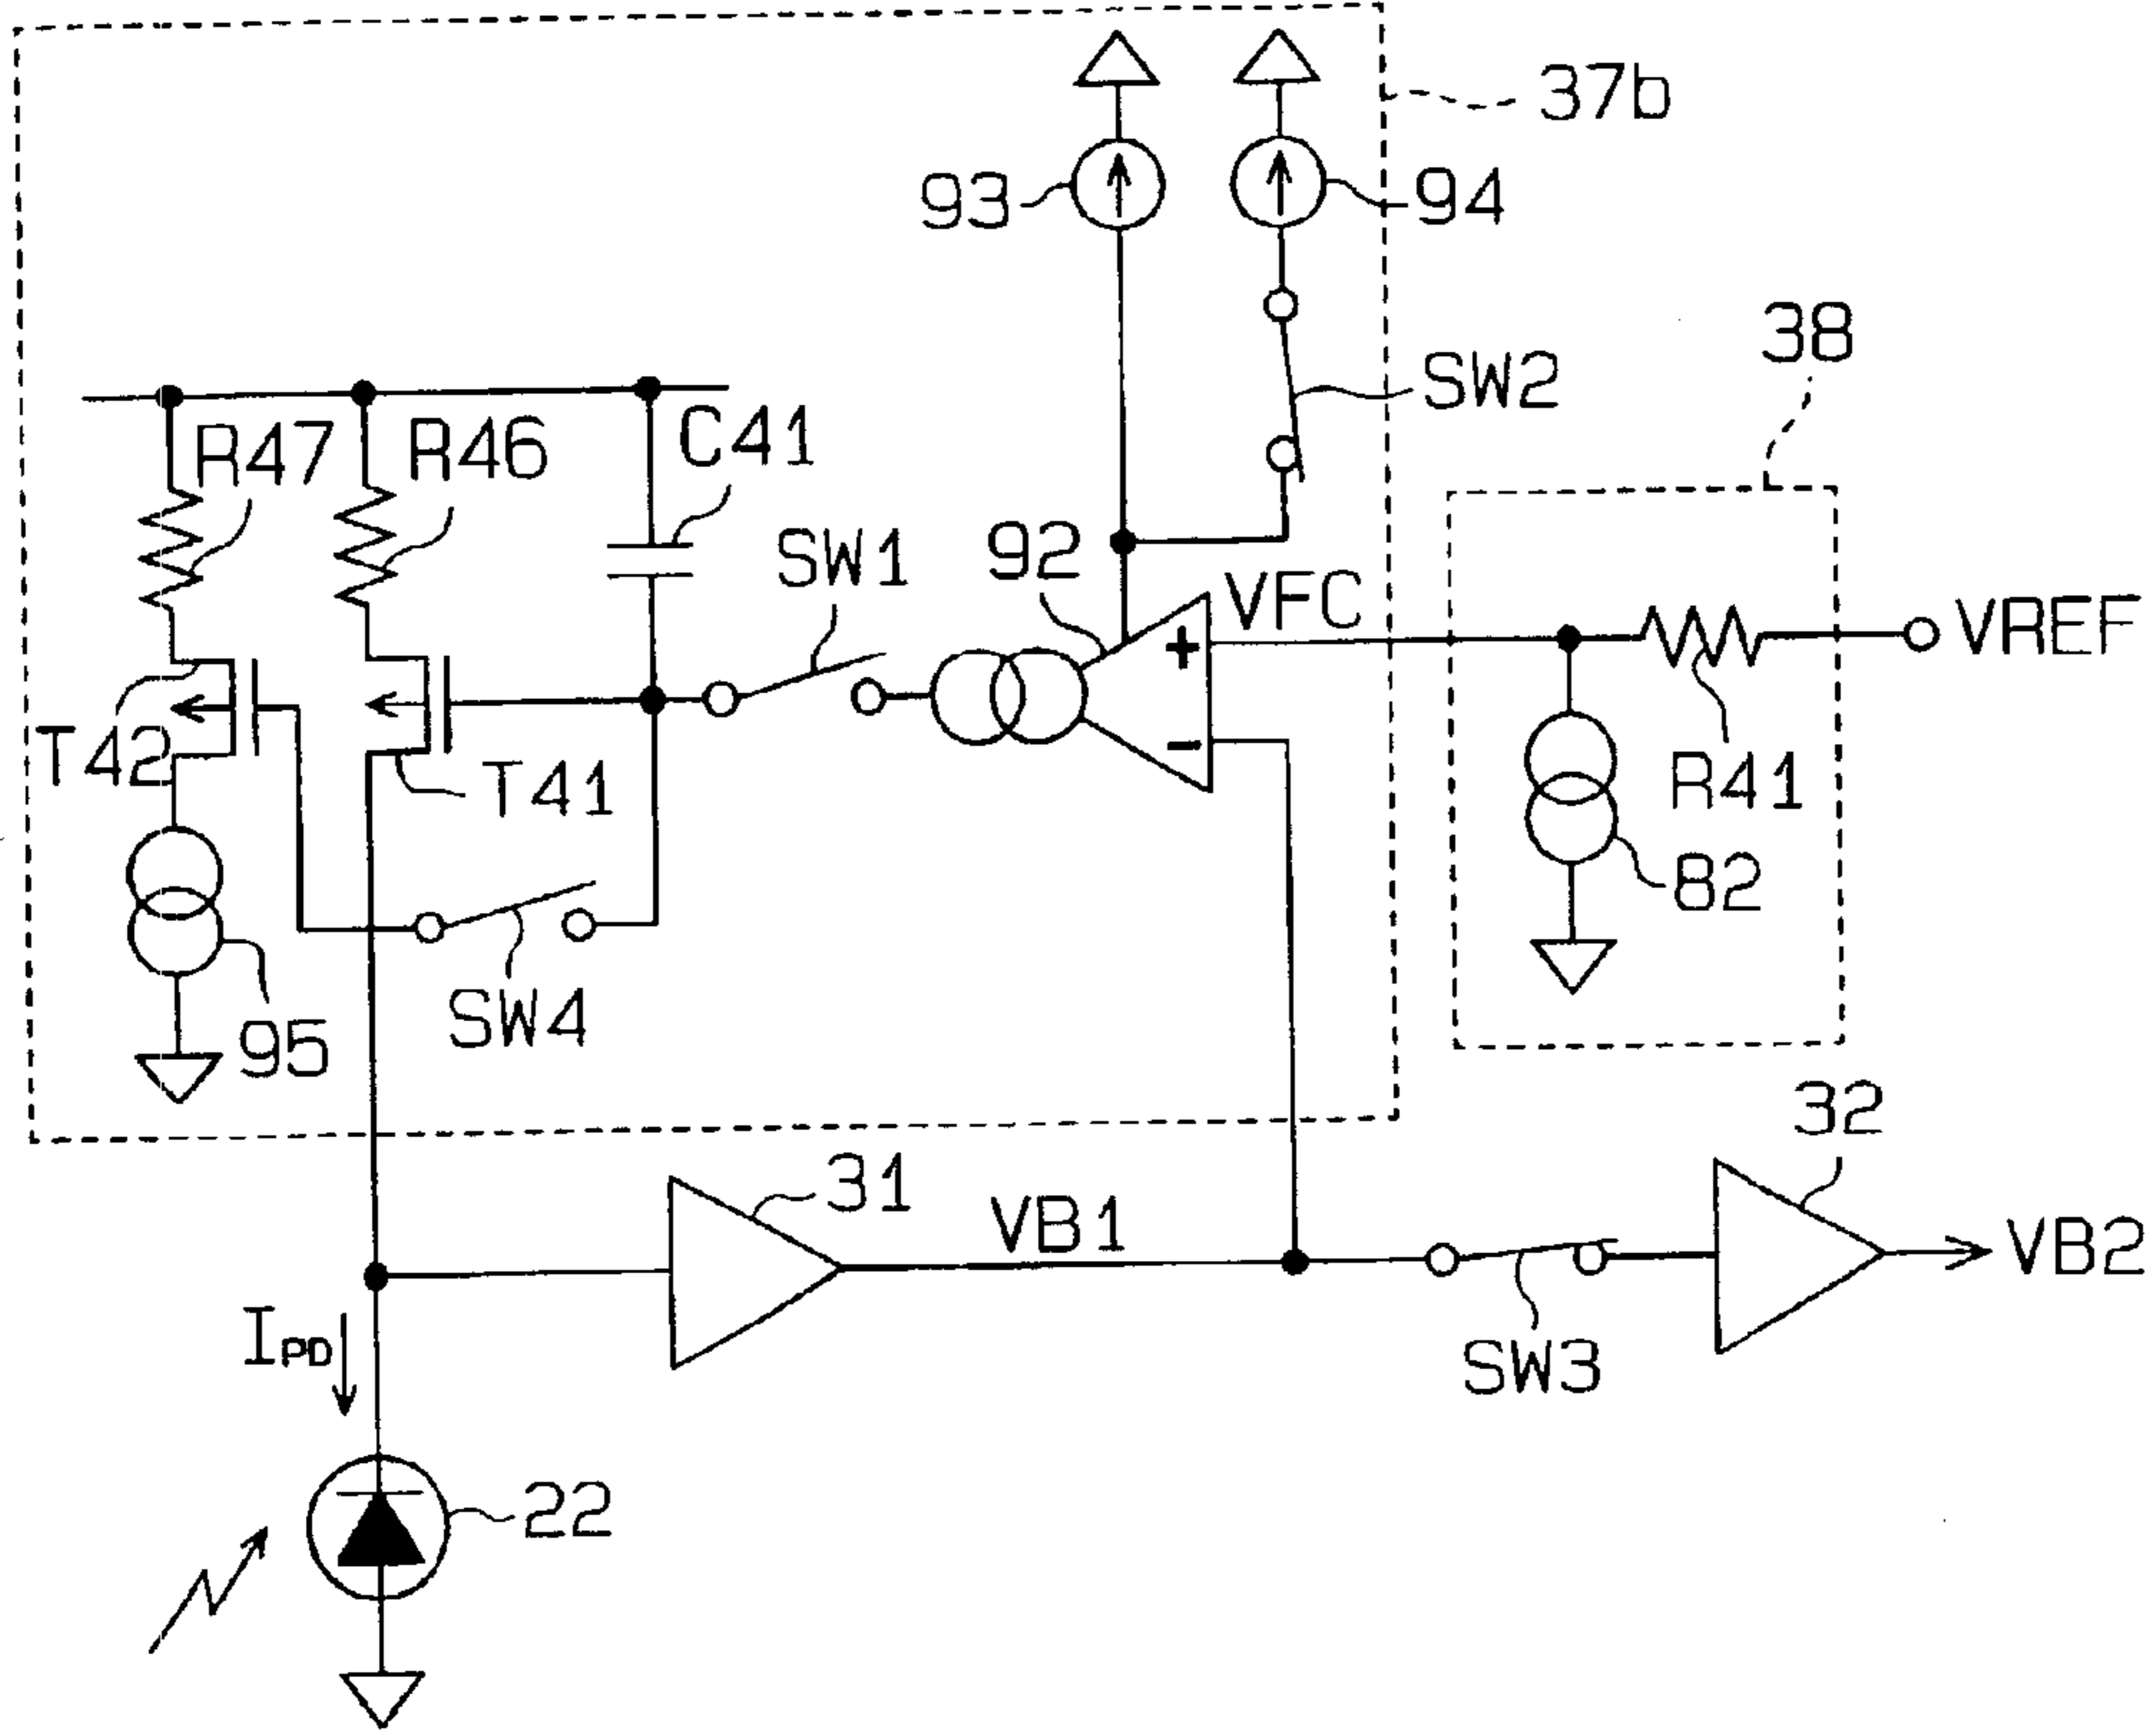 37b
93
94
38
SW2
R47
R46
C41
SW1
92
VFC
VREF
+
-
T42
T41
R41
82
SW4
95
32
31
VB1
VB2
IPD
SW3
22